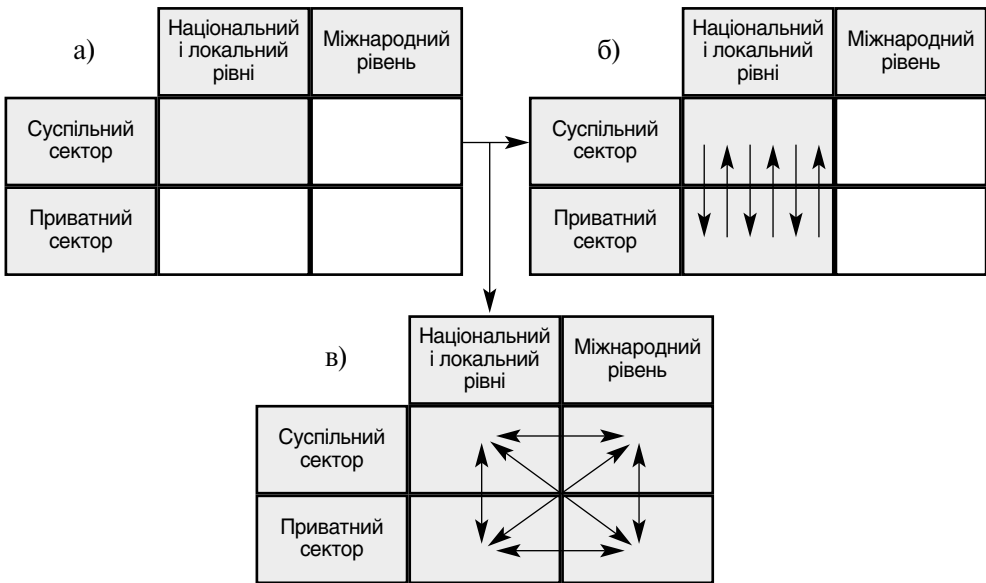 а)
Національний
і локальний
рівні
Міжнародний
рівень
Суспільний
сектор
Приватний
сектор
б)
Національний
і локальний
рівні
Міжнародний
рівень
Суспільний
сектор
Приватний
сектор
в)
Національний
і локальний
рівні
Міжнародний
рівень
Суспільний
сектор
Приватний
сектор